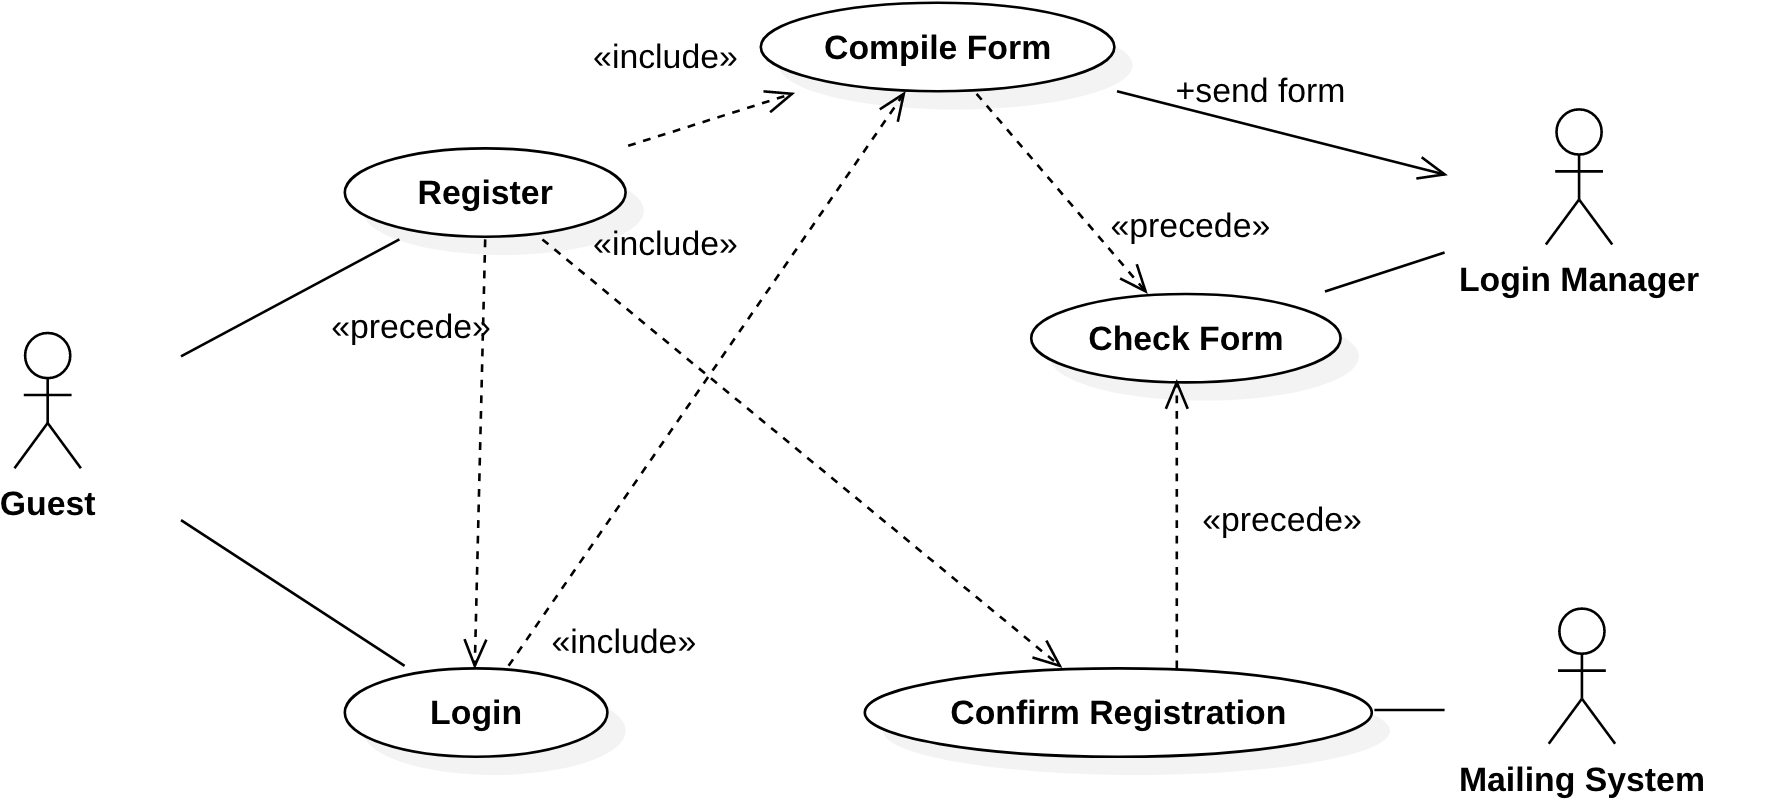 Compile Form
«include»
+send form
Register
«include»
«precede»
Login Manager
«precede»
Check Form
Guest
«precede»
«include»
Login
Confirm Registration
Mailing System